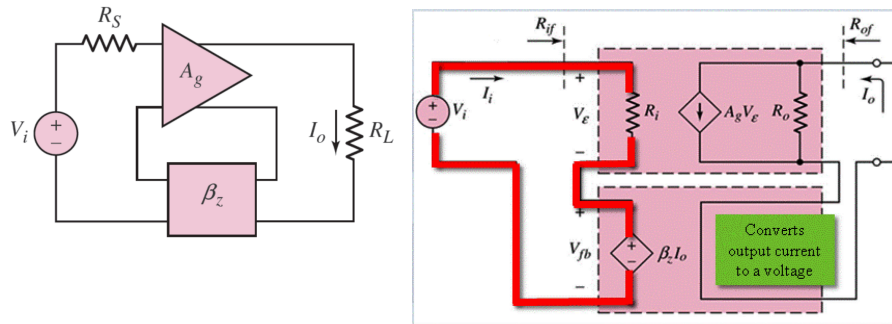 R_S
A_g
V_i
+
−
I_o
R_L
β_z
R_if
R_of
I_i
+
V_i
+
−
V_ε
R_i
A_gV_ε
R_o
I_o
−
+
V_fb
+
−
β_zI_o
−
Converts
output current
to a voltage